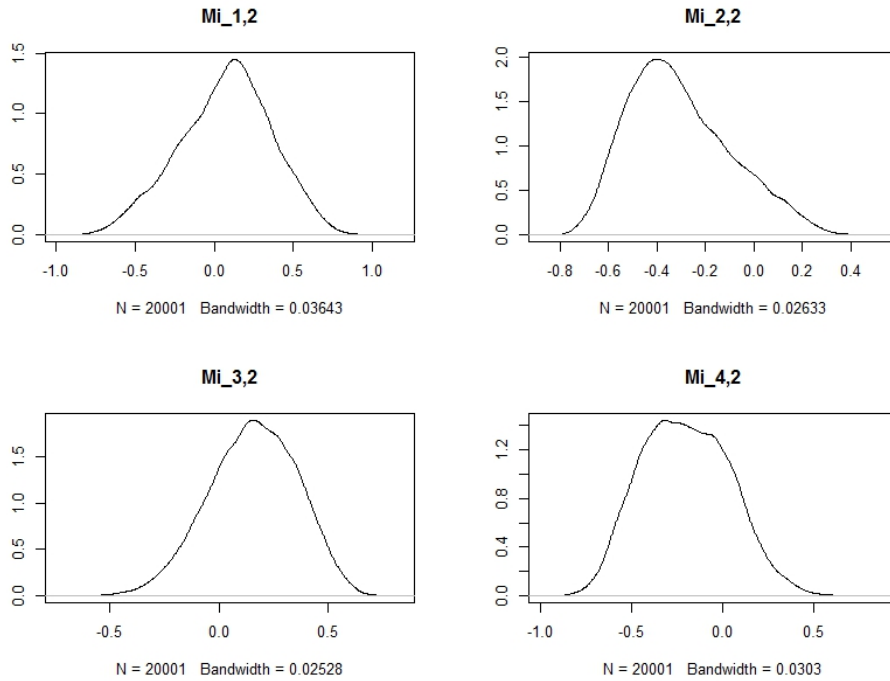 Mi_1,2
1.5
1.0
0.5
0.0
-1.0 -0.5 0.0 0.5 1.0
N = 20001 Bandwidth = 0.03643
Mi_2,2
2.0
1.5
1.0
0.5
0.0
-0.8 -0.6 -0.4 -0.2 0.0 0.2 0.4
N = 20001 Bandwidth = 0.02633
Mi_3,2
1.5
1.0
0.5
0.0
-0.5 0.0 0.5
N = 20001 Bandwidth = 0.02528
Mi_4,2
1.2
0.8
0.4
0.0
-1.0 -0.5 0.0 0.5
N = 20001 Bandwidth = 0.0303